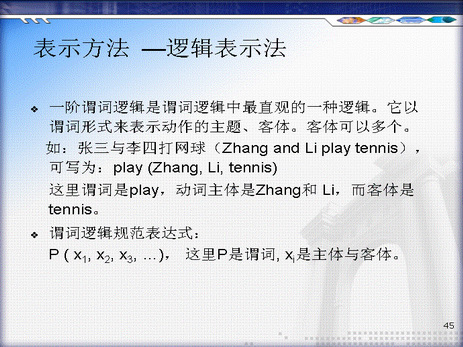 表示方法 —逻辑表示法
一阶谓词逻辑是谓词逻辑中最直观的一种逻辑。它以
谓词形式来表示动作的主题、客体。客体可以多个。
如：张三与李四打网球（Zhang and Li play tennis），
可写为：play (Zhang, Li, tennis)
这里谓词是play，动词主体是Zhang和 Li，而客体是
tennis。
谓词逻辑规范表达式：
P ( x1, x2, x3, …)， 这里P是谓词, xi是主体与客体。
45